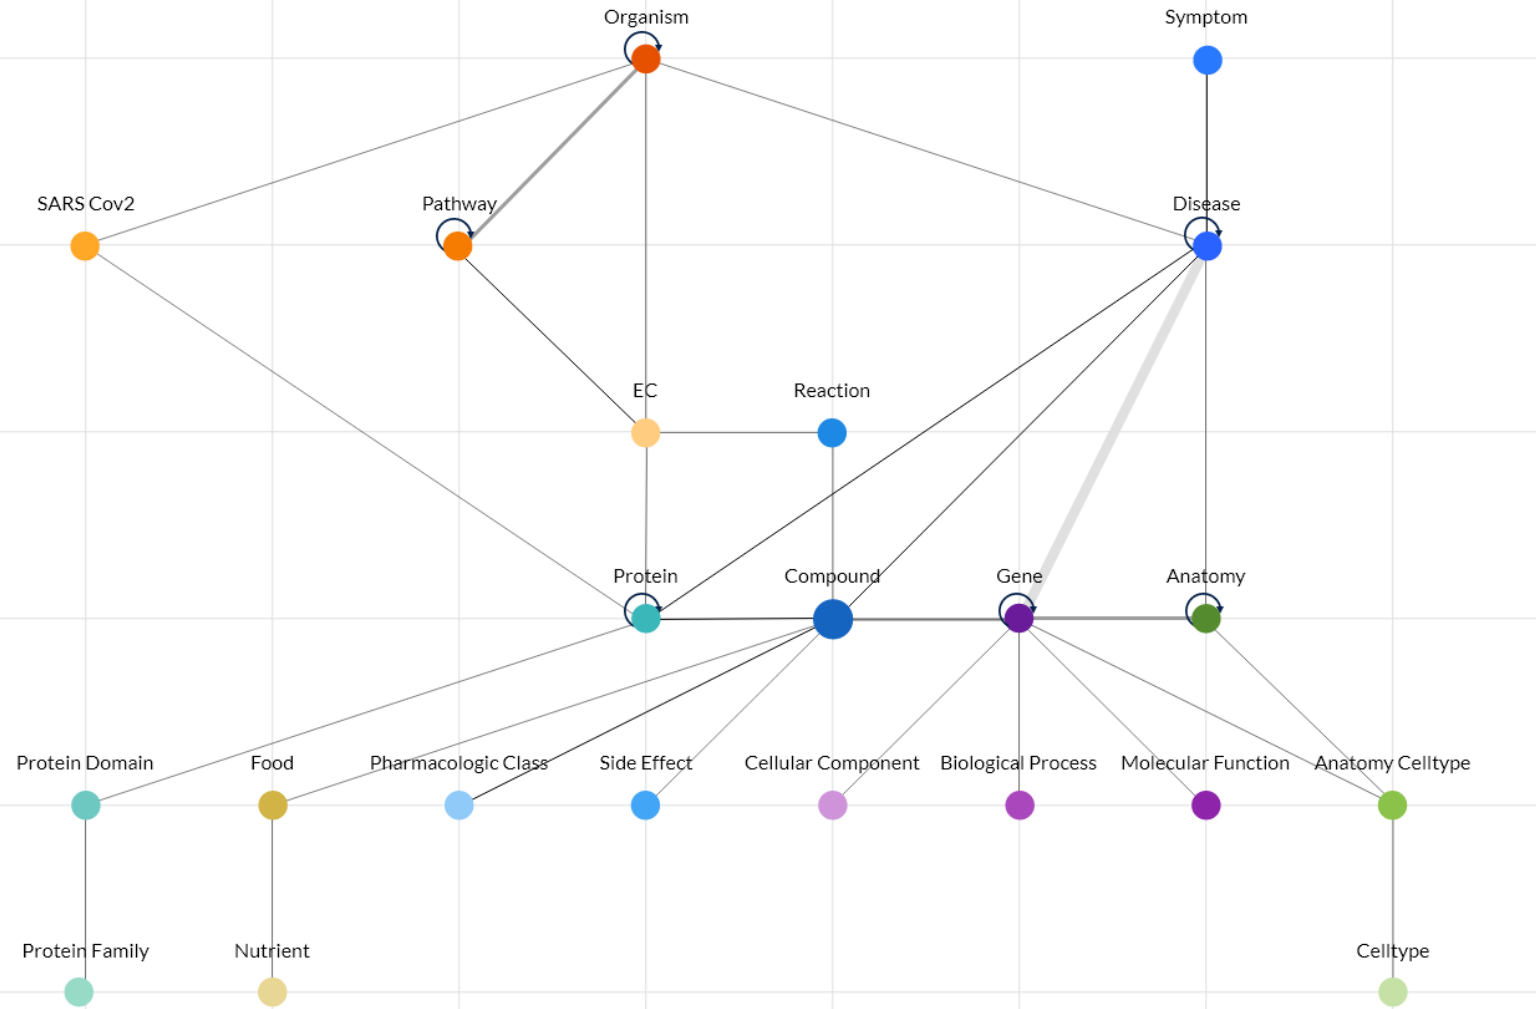 Organism
Symptom
SARS Cov2
Pathway
Disease
EC
Reaction
Protein
Compound
Gene
Anatomy
Protein Domain
Food
Pharmacologic Class
Side Effect
Cellular Component
Biological Process
Molecular Function
Anatomy Celltype
Protein Family
Nutrient
Celltype